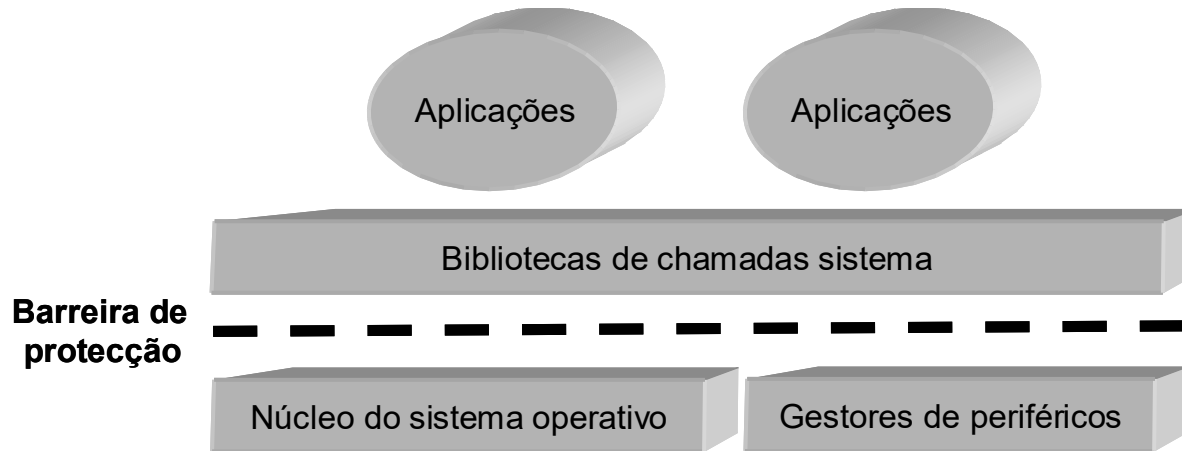 Aplicações
Aplicações
Bibliotecas de chamadas sistema
Barreira de
protecção
Núcleo do sistema operativo
Gestores de periféricos